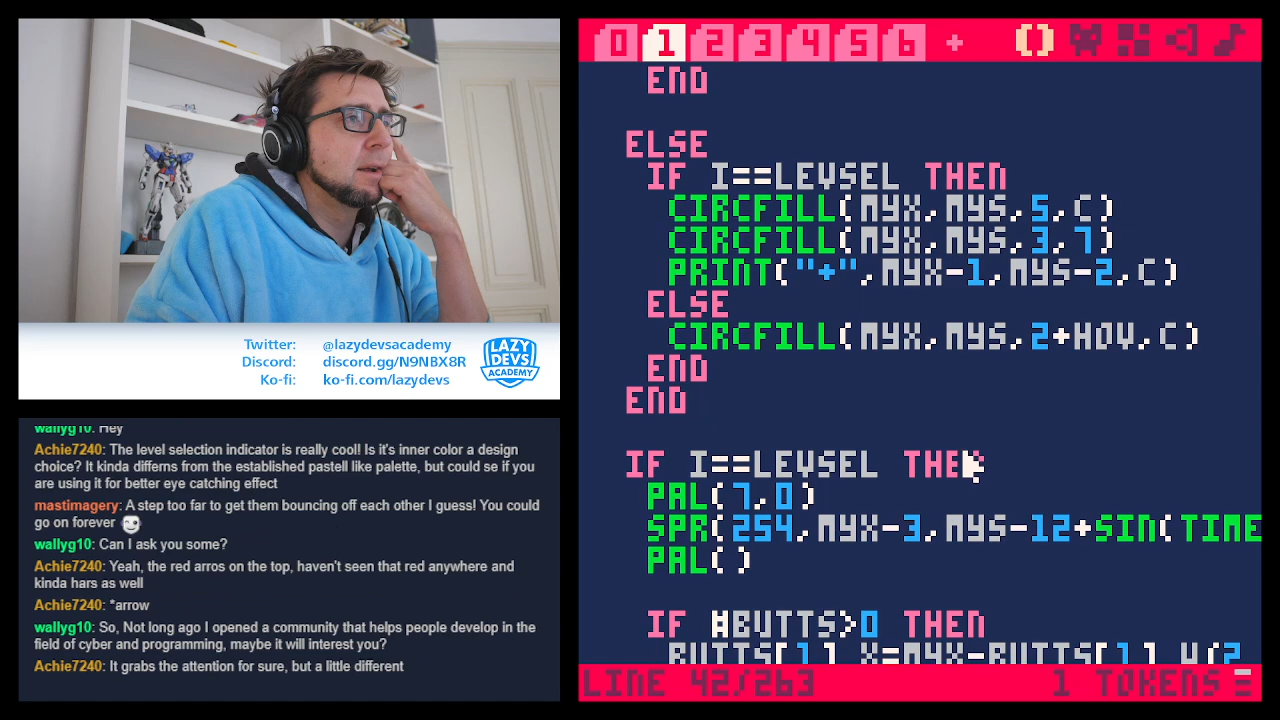 Twitter: @lazydevsacademy
Discord: discord.gg/N9NBX8R
Ko-fi: ko-fi.com/lazydevs
LAZY
DEVS
ACADEMY
wallyg10: Hey
Achie7240: The level selection indicator is really cool! Is it's inner color a design
choice? It kinda differns from the established pastell like palette, but could se if you
are using it for better eye catching effect
mastimagery: A step too far to get them bouncing off each other I guess! You could
go on forever
wallyg10: Can I ask you some?
Achie7240: Yeah, the red arros on the top, haven't seen that red anywhere and
kinda hars as well
Achie7240: *arrow
wallyg10: So, Not long ago I opened a community that helps people develop in the
field of cyber and programming, maybe it will interest you?
Achie7240: It grabs the attention for sure, but a little different
0 1 2 3 4 5 6 + ()
END
ELSE
IF I==LEVSEL THEN
CIRCFILL(MYX,MYS,5,C)
CIRCFILL(MYX,MYS,3,7)
PRINT("+",MYX-1,MYS-2,C)
ELSE
CIRCFILL(MYX,MYS,2+HOV,C)
END
END
IF I==LEVSEL THEN
PAL(7,0)
SPR(254,MYX-3,MYS-12+SIN(TIME
PAL()
IF #BUTTS>0 THEN
BUTTS[1].X=MYX-BUTTS[1].W/2
LINE 42/263 1 TOKENS